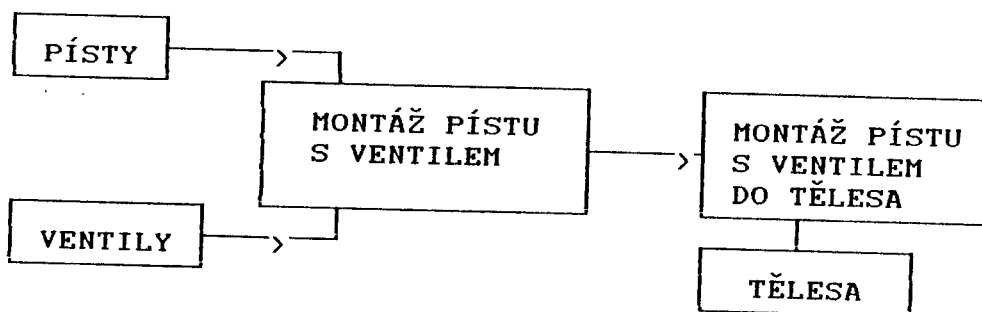 PÍSTY
MONTÁŽ PÍSTU
S VENTILEM
VENTILY
MONTÁŽ PÍSTU
S VENTILEM
DO TĚLESA
TĚLESA